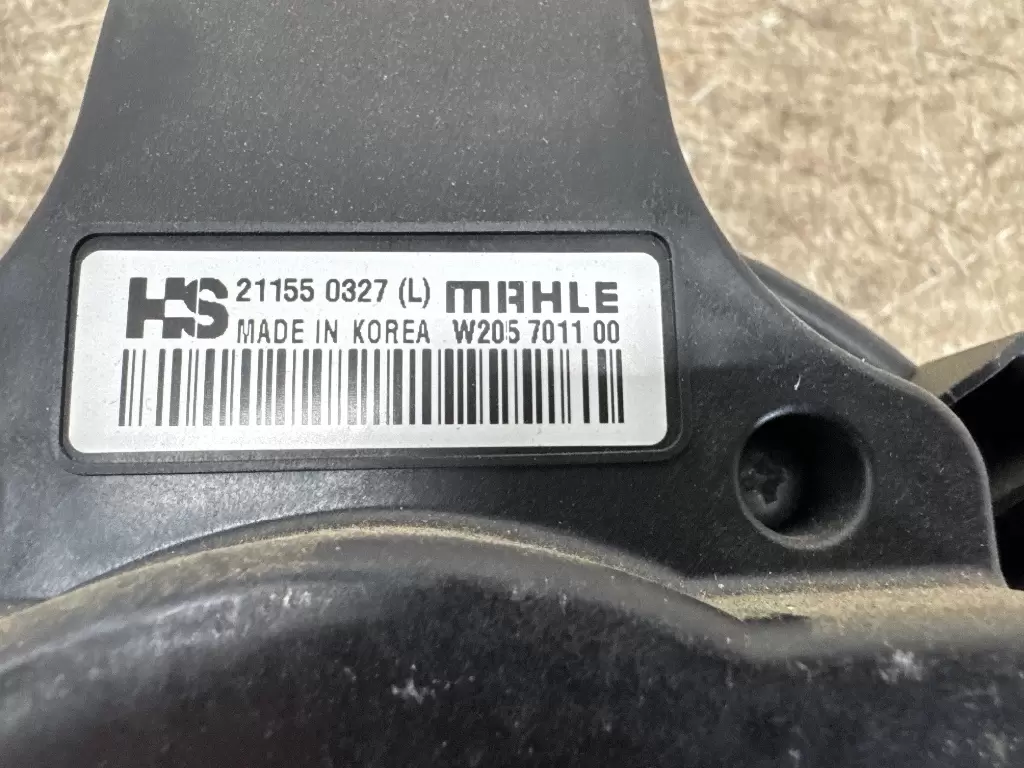 HS 21155 0327 (L) MAHLE
MADE IN KOREA W205 7011 00